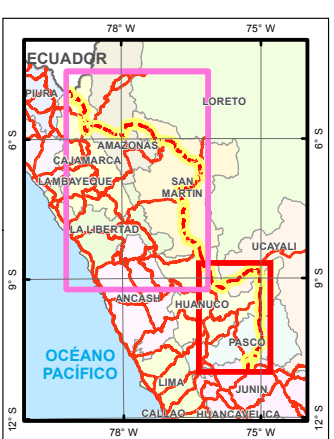 78° W 75° W
ECUADOR
PIURA
LORETO
6° S 6° S
AMAZONAS
CAJAMARCA
LAMBAYEQUE
SAN
MARTIN
LA LIBERTAD
UCAYALI
9° S 9° S
ANCASH
HUANUCO
PASCO
OCÉANO
PACÍFICO
LIMA
JUNIN
CALLAO HUANCAVELICA
12° S 12° S
78° W 75° W